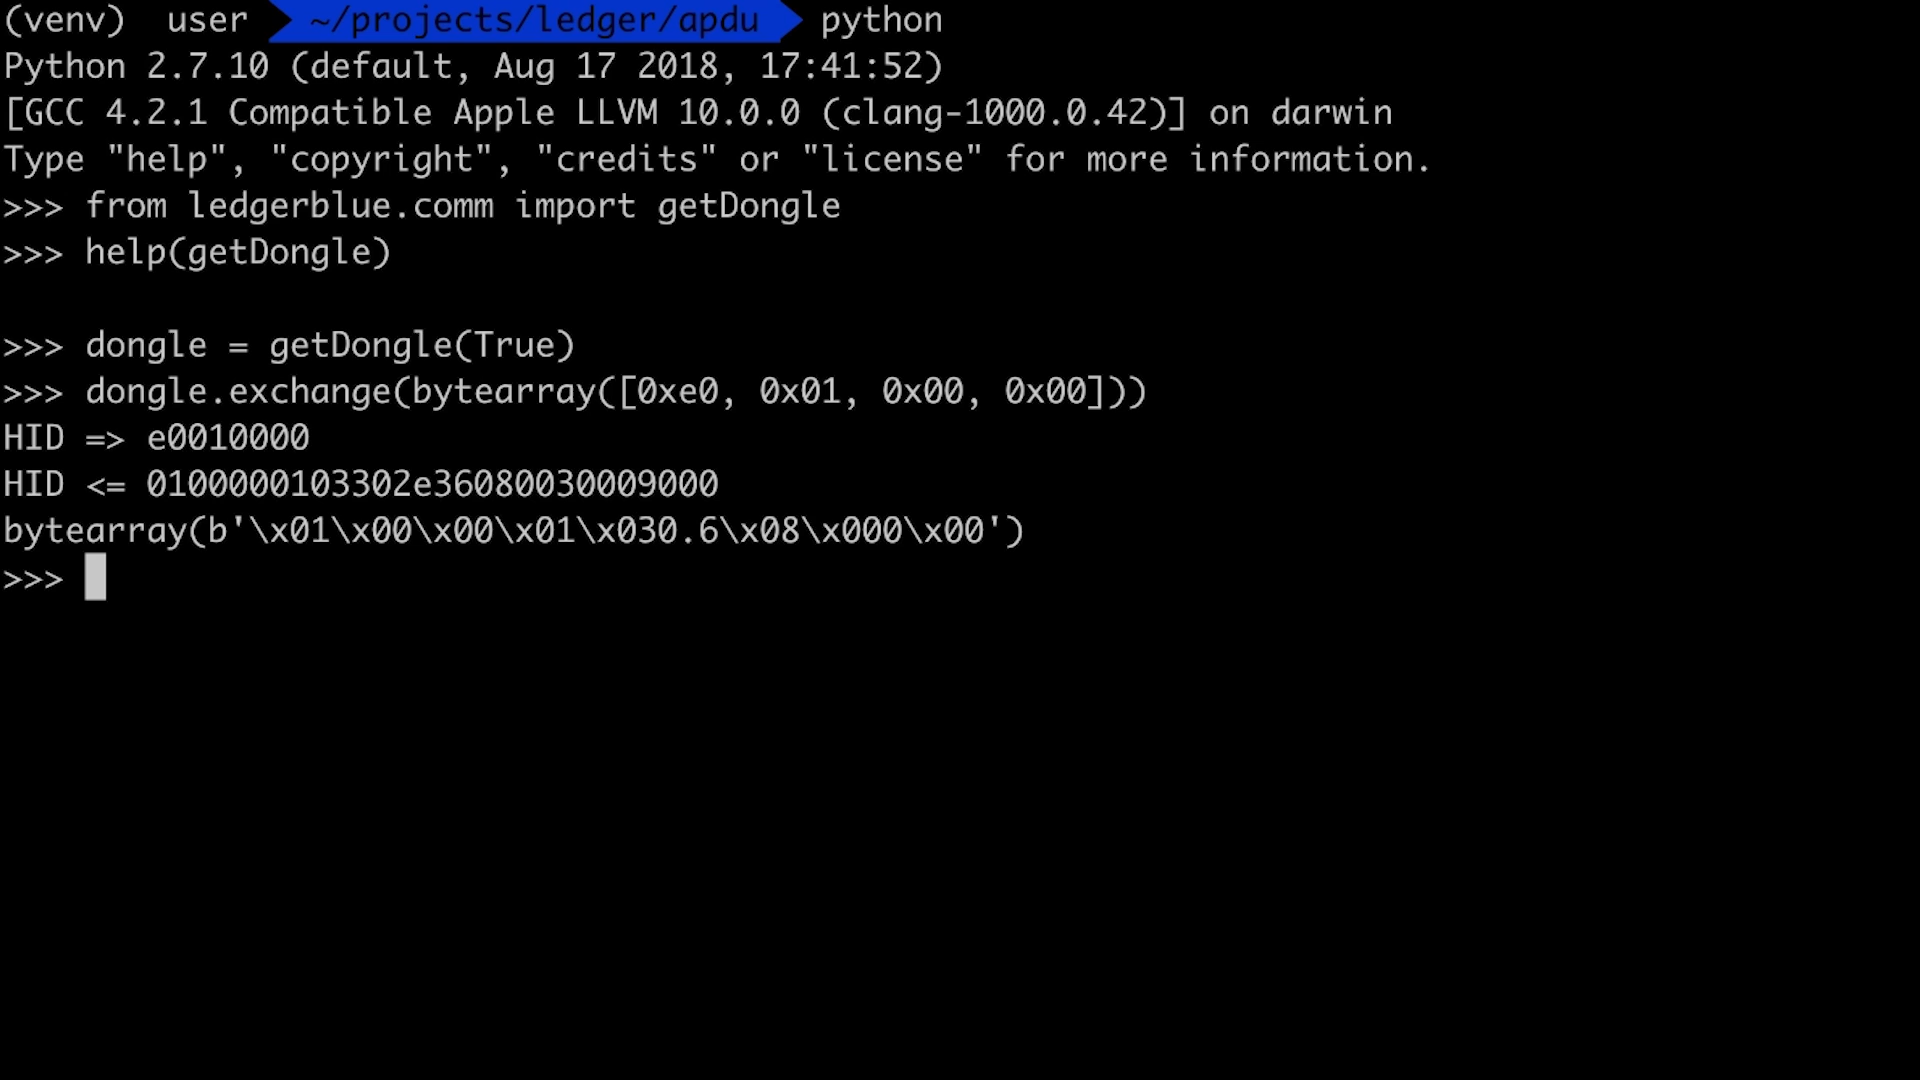 (venv) user ~/projects/ledger/apdu python
Python 2.7.10 (default, Aug 17 2018, 17:41:52)
[GCC 4.2.1 Compatible Apple LLVM 10.0.0 (clang-1000.0.42)] on darwin
Type "help", "copyright", "credits" or "license" for more information.
>>> from ledgerblue.comm import getDongle
>>> help(getDongle)
>>> dongle = getDongle(True)
>>> dongle.exchange(bytearray([0xe0, 0x01, 0x00, 0x00]))
HID => e0010000
HID <= 0100000103302e36080030009000
bytearray(b'\x01\x00\x00\x01\x030.6\x08\x000\x00')
>>>